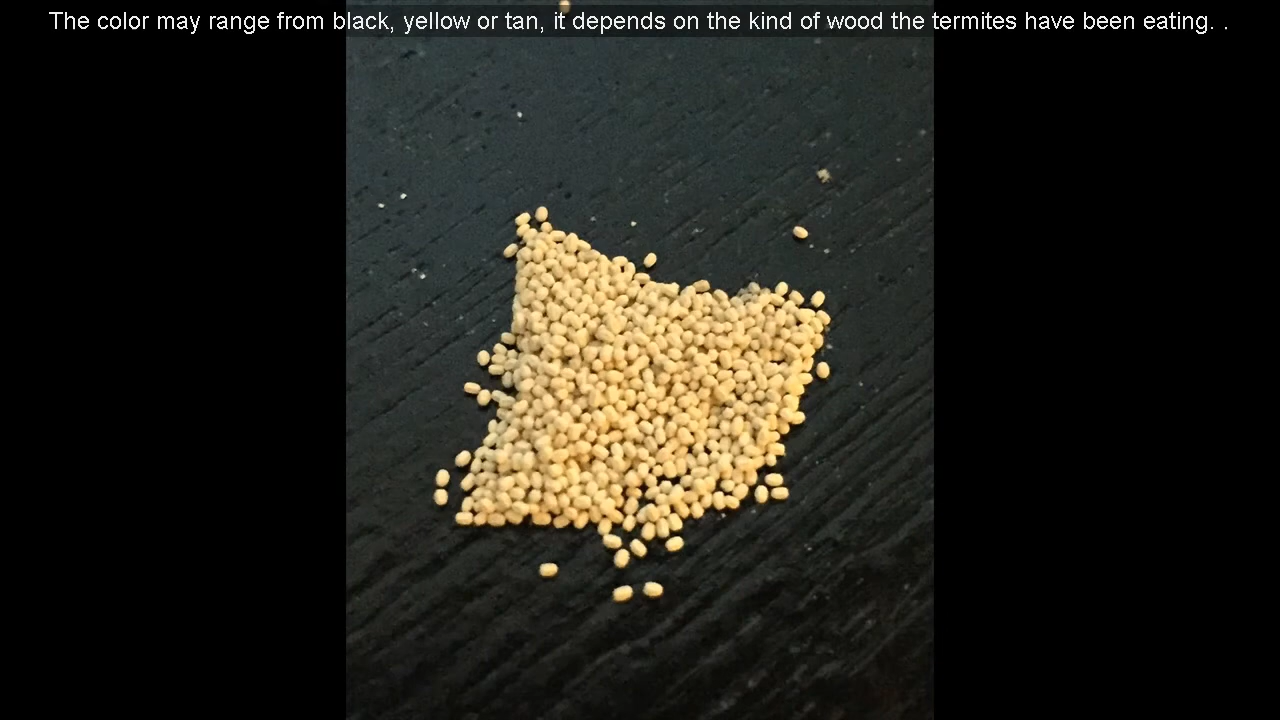 The color may range from black, yellow or tan, it depends on the kind of wood the termites have been eating. .